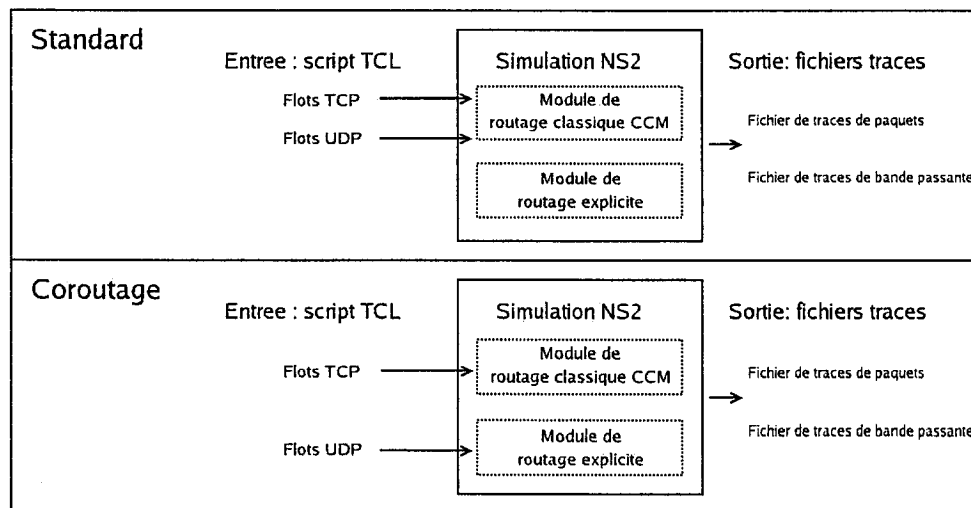 Standard
Entree : script TCL
Simulation NS2
Sortie: fichiers traces
Flots TCP
Module de
routage classique CCM
Flots UDP
Fichier de traces de paquets
Module de
routage explicite
Fichier de traces de bande passante
Coroutage
Entree : script TCL
Simulation NS2
Sortie: fichiers traces
Flots TCP
Module de
routage classique CCM
Fichier de traces de paquets
Flots UDP
Module de
routage explicite
Fichier de traces de bande passante